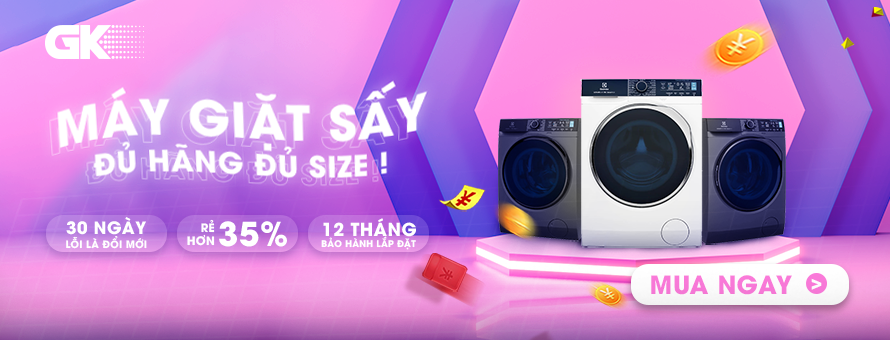 GK
MÁY GIẶT SẤY
ĐỦ HÃNG ĐỦ SIZE !
30 NGÀY
LỖI LÀ ĐỔI MỚI
RẺ
HƠN 35%
12 THÁNG
BẢO HÀNH LẮP ĐẶT
MUA NGAY